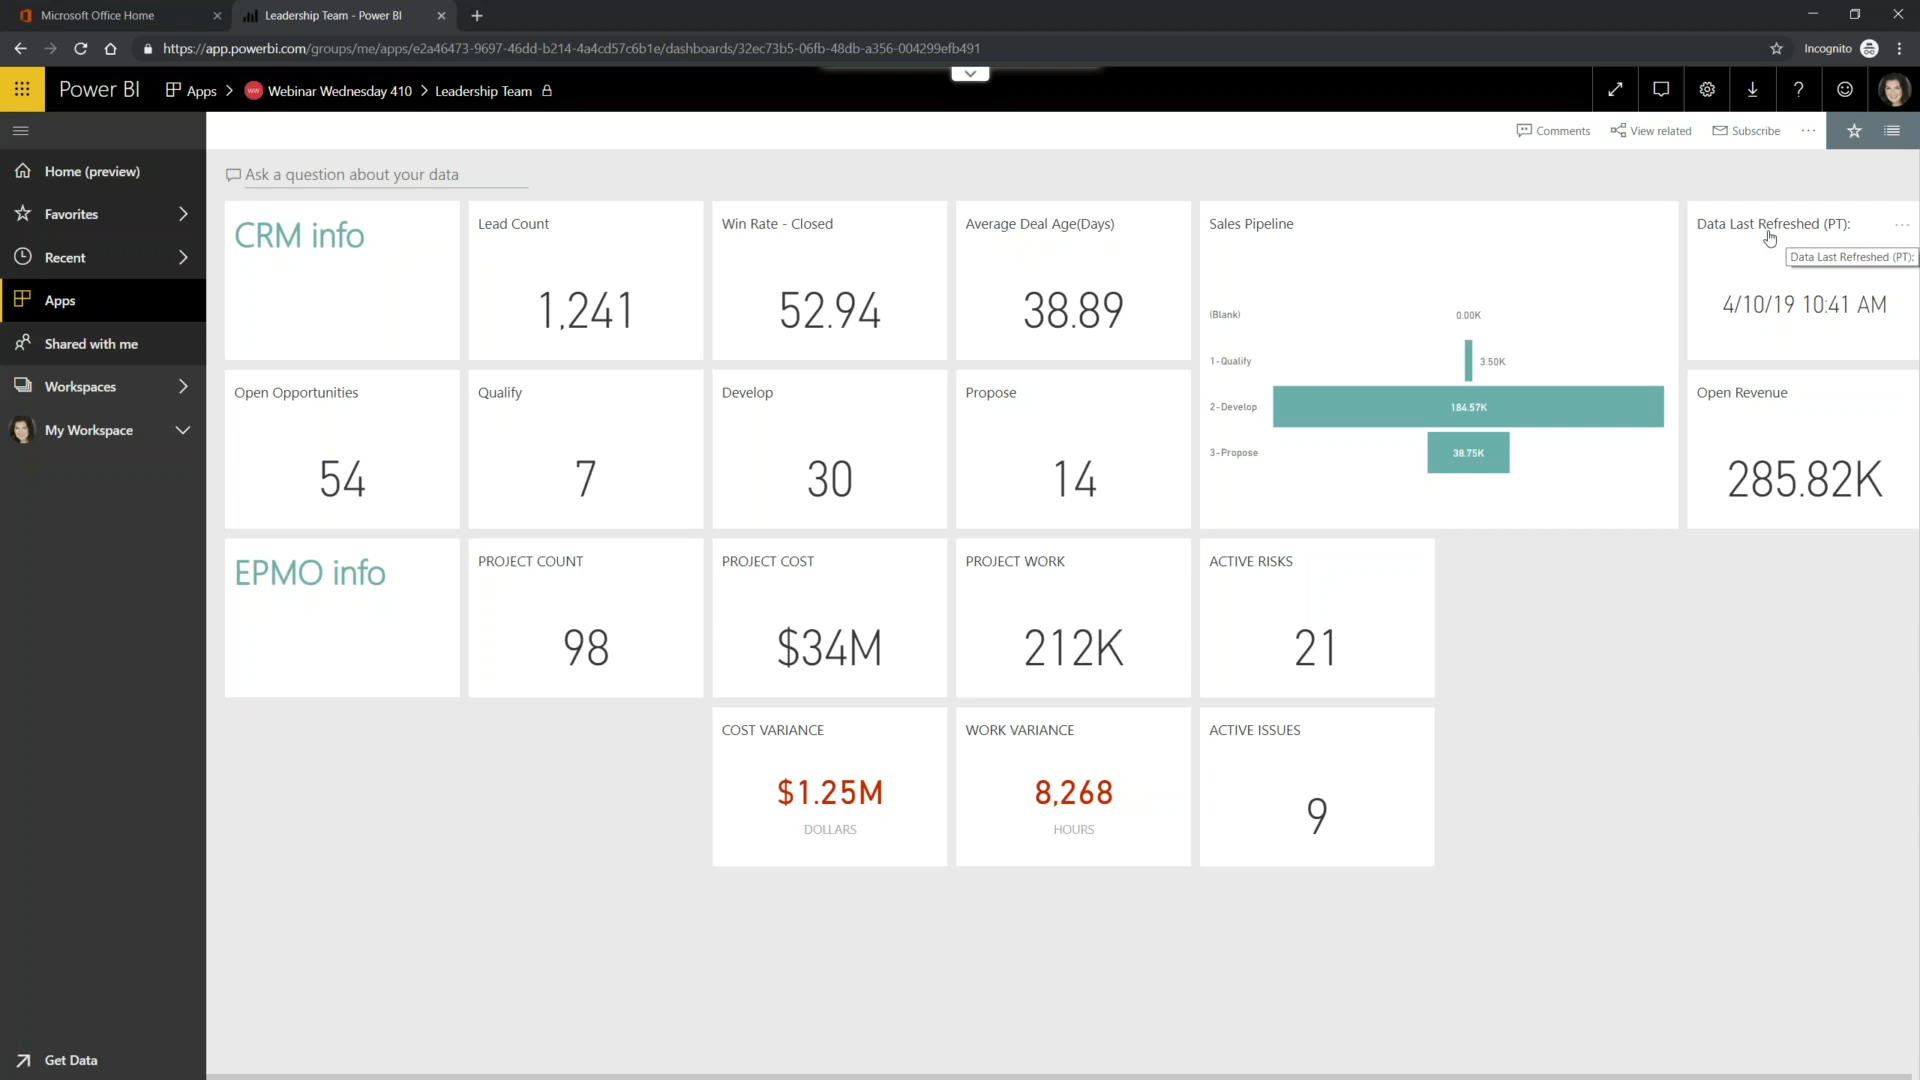 Microsoft Office Home
Leadership Team - Power BI
https://app.powerbi.com/groups/me/apps/e2a46473-9697-46dd-b214-4a4cd57c6b1e/dashboards/32ec73b5-06fb-48db-a356-004299efb491
Incognito
Power BI
Apps
WW
Webinar Wednesday 410
Leadership Team
Comments
View related
Subscribe
Home (preview)
Favorites
Recent
Apps
Shared with me
Workspaces
My Workspace
Get Data
Ask a question about your data
CRM info
Lead Count
1,241
Win Rate - Closed
52.94
Average Deal Age(Days)
38.89
Sales Pipeline
(Blank)
0.00K
1-Qualify
3.50K
2-Develop
184.57K
3-Propose
38.75K
Data Last Refreshed (PT):
Data Last Refreshed (PT):
4/10/19 10:41 AM
Open Opportunities
54
Qualify
7
Develop
30
Propose
14
Open Revenue
285.82K
EPMO info
PROJECT COUNT
98
PROJECT COST
$34M
PROJECT WORK
212K
ACTIVE RISKS
21
COST VARIANCE
$1.25M
DOLLARS
WORK VARIANCE
8,268
HOURS
ACTIVE ISSUES
9